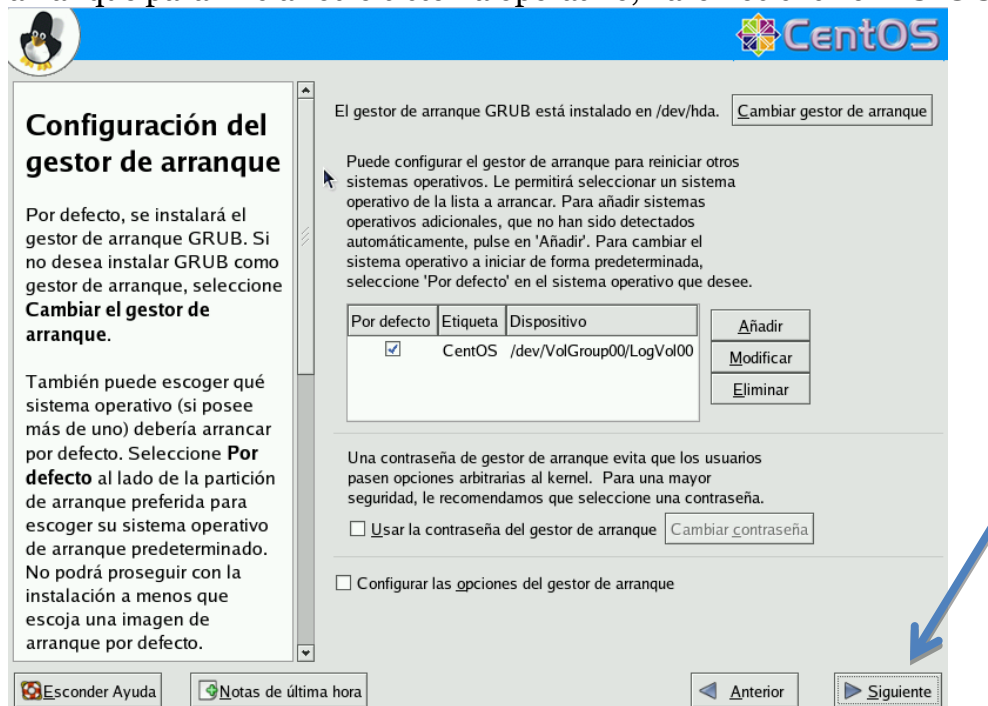 CentOS
Configuración del
gestor de arranque
Por defecto, se instalará el
gestor de arranque GRUB. Si
no desea instalar GRUB como
gestor de arranque, seleccione
Cambiar el gestor de
arranque.
También puede escoger qué
sistema operativo (si posee
más de uno) debería arrancar
por defecto. Seleccione Por
defecto al lado de la partición
de arranque preferida para
escoger su sistema operativo
de arranque predeterminado.
No podrá proseguir con la
instalación a menos que
escoja una imagen de
arranque por defecto.
El gestor de arranque GRUB está instalado en /dev/hda. Cambiar gestor de arranque
Puede configurar el gestor de arranque para reiniciar otros
sistemas operativos. Le permitirá seleccionar un sistema
operativo de la lista a arrancar. Para añadir sistemas
operativos adicionales, que no han sido detectados
automáticamente, pulse en 'Añadir'. Para cambiar el
sistema operativo a iniciar de forma predeterminada,
seleccione 'Por defecto' en el sistema operativo que desee.
Por defecto Etiqueta Dispositivo
CentOS /dev/VolGroup00/LogVol00
Añadir
Modificar
Eliminar
Una contraseña de gestor de arranque evita que los usuarios
pasen opciones arbitrarias al kernel. Para una mayor
seguridad, le recomendamos que seleccione una contraseña.
Usar la contraseña del gestor de arranque Cambiar contraseña
Configurar las opciones del gestor de arranque
Esconder Ayuda Notas de última hora Anterior Siguiente